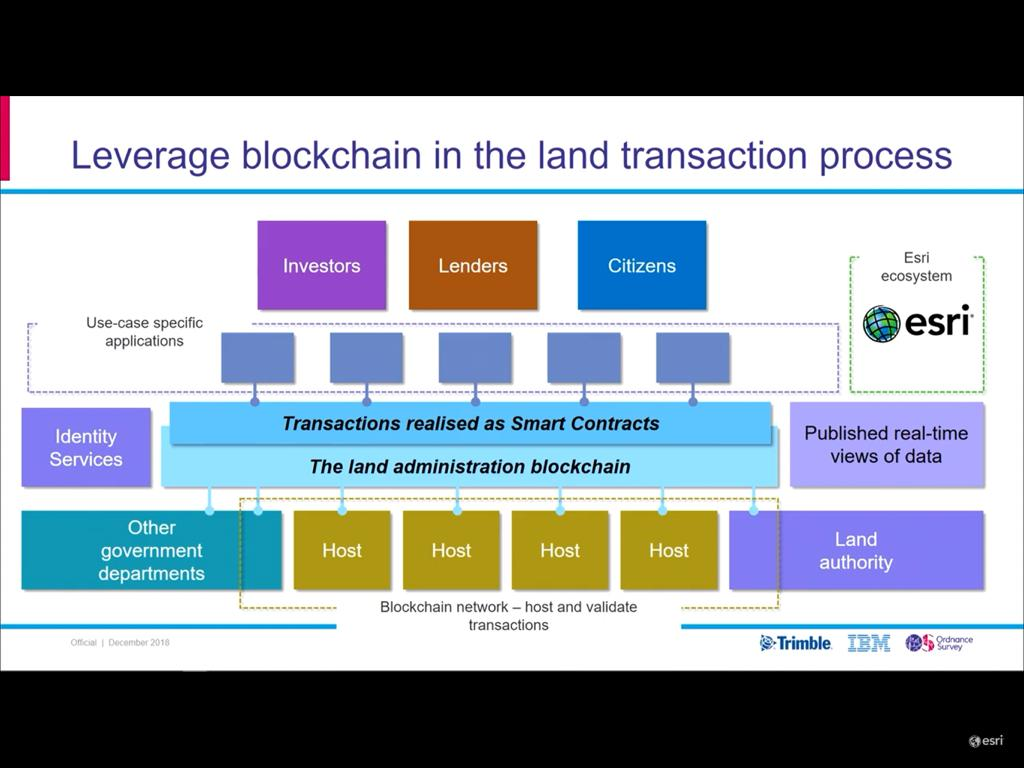 Leverage blockchain in the land transaction process
Investors
Lenders
Citizens
Esri
ecosystem
esri
Use-case specific
applications
Transactions realised as Smart Contracts
Identity
Services
Published real-time
views of data
The land administration blockchain
Other
government
departments
Host
Host
Host
Host
Land
authority
Blockchain network – host and validate
transactions
Official | December 2018
Trimble
IBM
OS Ordnance
Survey
esri